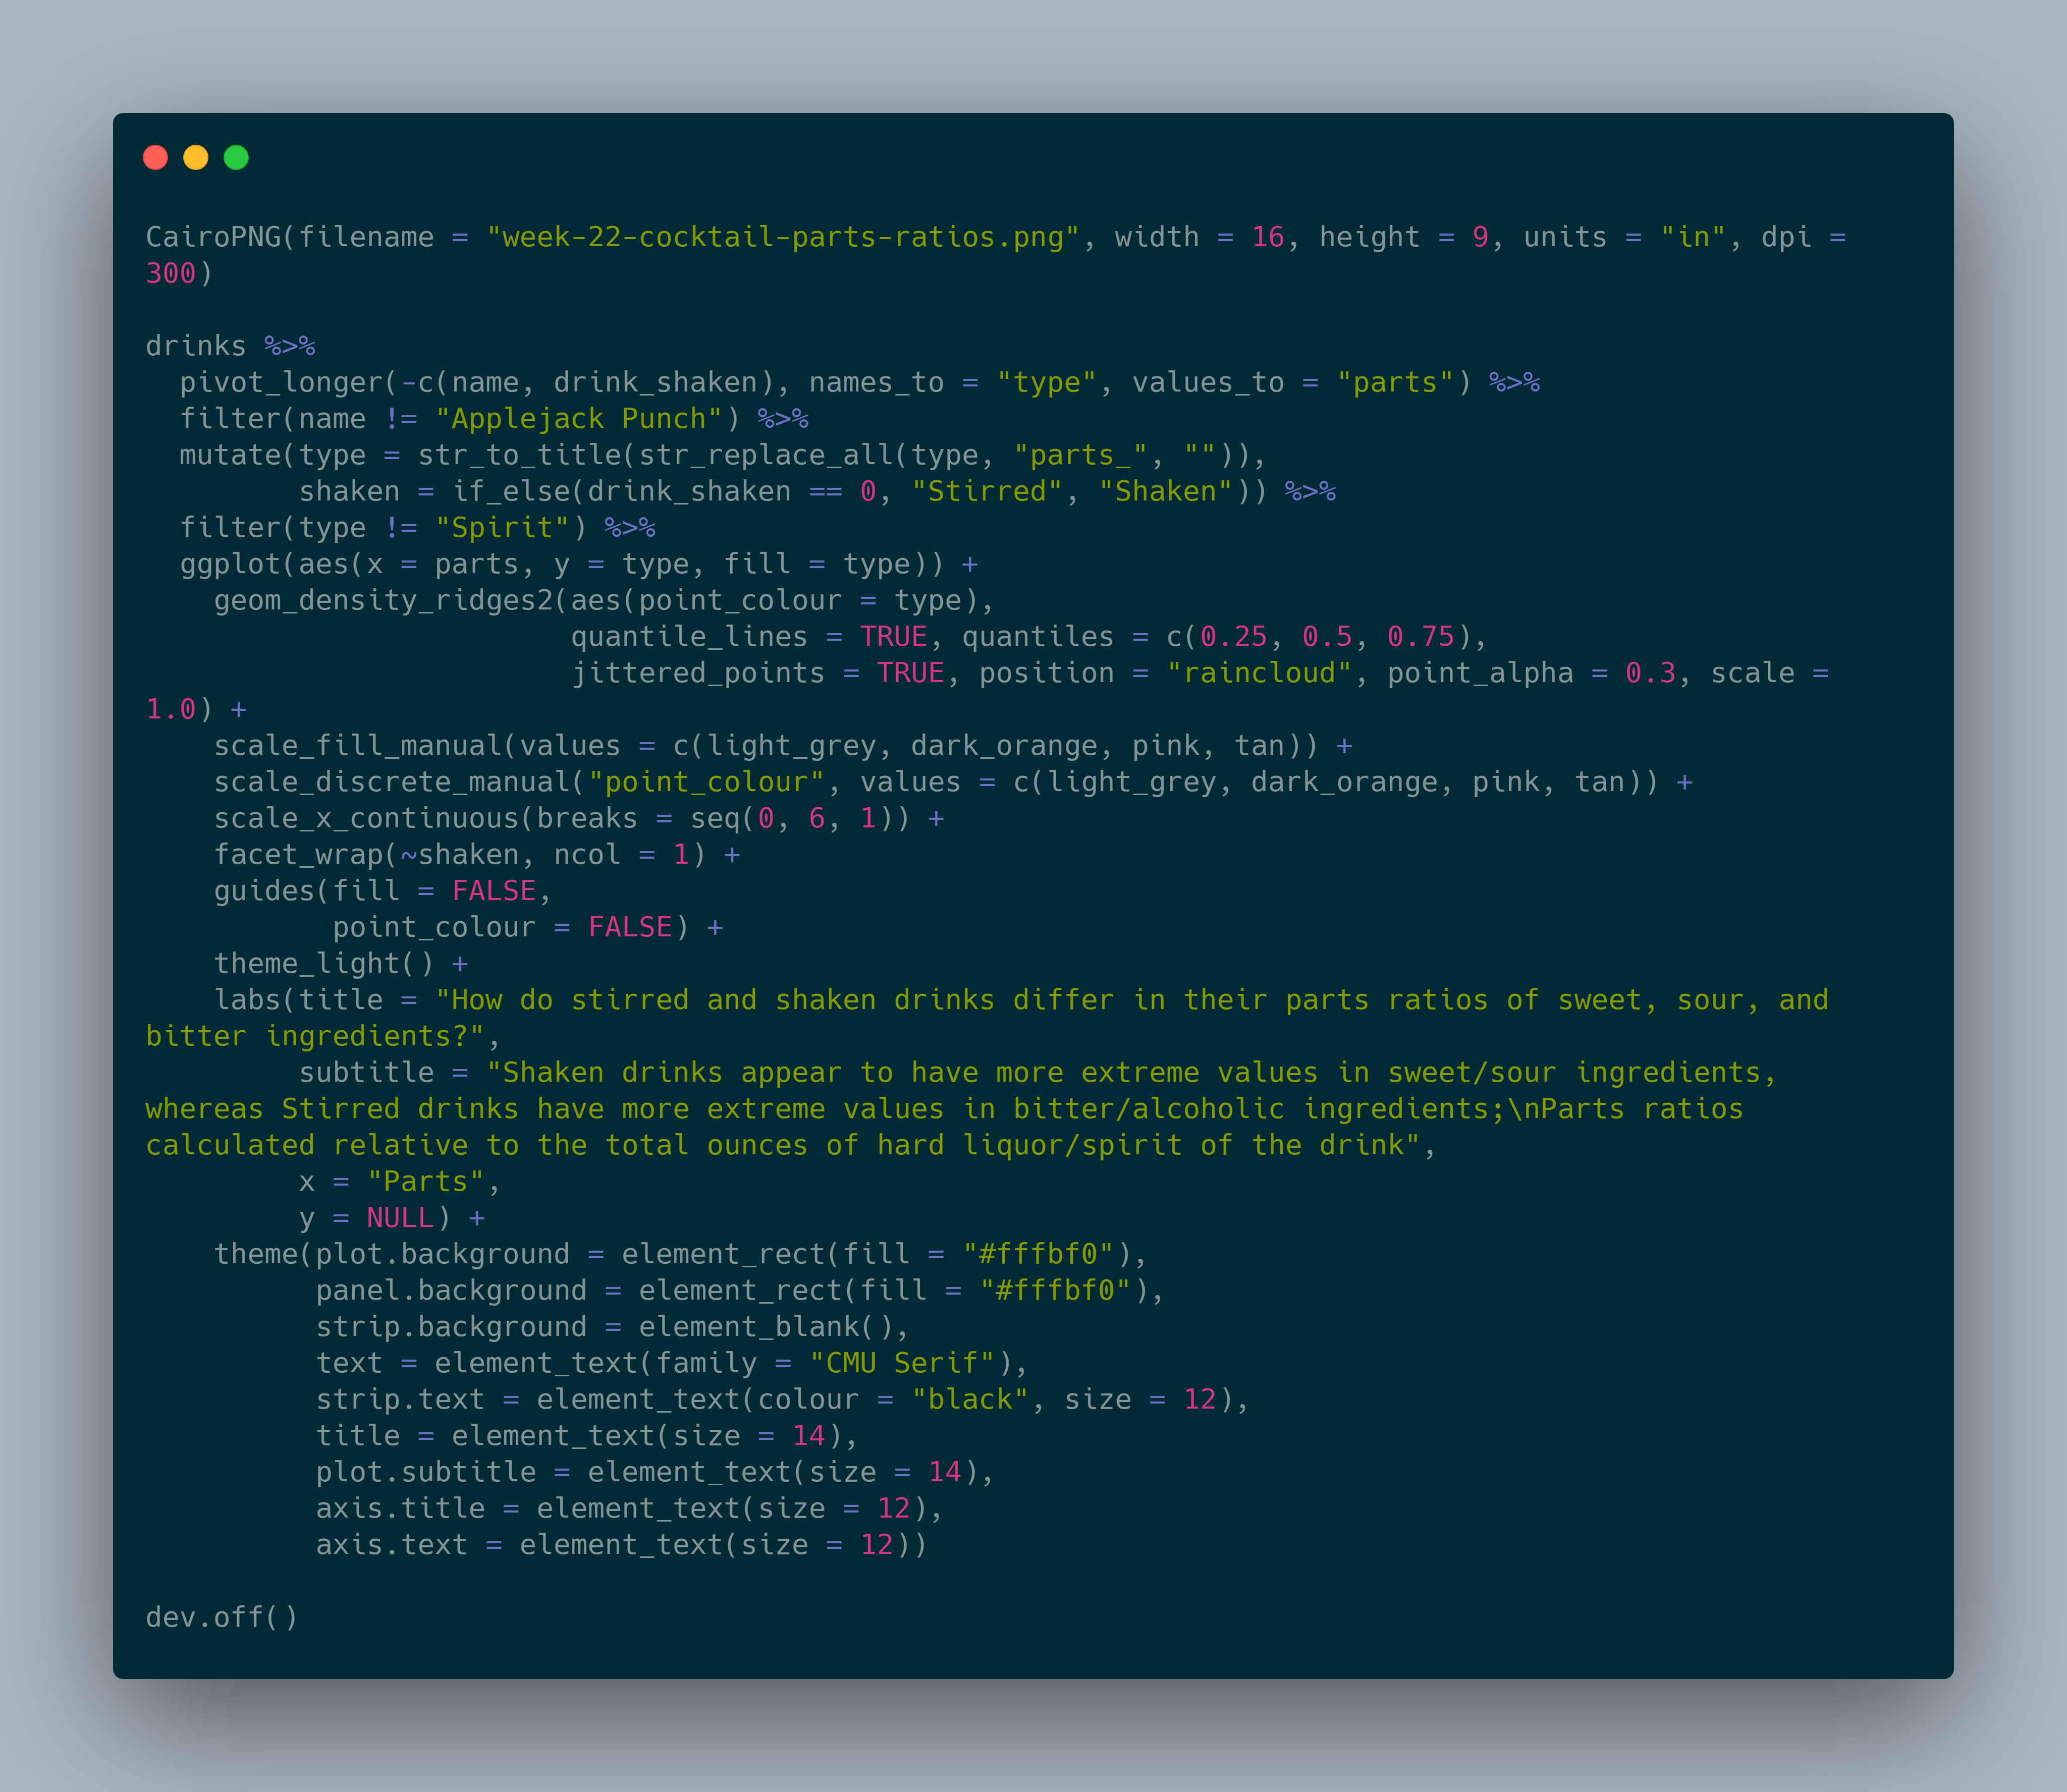 CairoPNG(filename = "week-22-cocktail-parts-ratios.png", width = 16, height = 9, units = "in", dpi =
300)

drinks %>%
  pivot_longer(-c(name, drink_shaken), names_to = "type", values_to = "parts") %>%
  filter(name != "Applejack Punch") %>%
  mutate(type = str_to_title(str_replace_all(type, "parts_", "")),
         shaken = if_else(drink_shaken == 0, "Stirred", "Shaken")) %>%
  filter(type != "Spirit") %>%
  ggplot(aes(x = parts, y = type, fill = type)) +
    geom_density_ridges2(aes(point_colour = type),
                         quantile_lines = TRUE, quantiles = c(0.25, 0.5, 0.75),
                         jittered_points = TRUE, position = "raincloud", point_alpha = 0.3, scale =
1.0) +
    scale_fill_manual(values = c(light_grey, dark_orange, pink, tan)) +
    scale_discrete_manual("point_colour", values = c(light_grey, dark_orange, pink, tan)) +
    scale_x_continuous(breaks = seq(0, 6, 1)) +
    facet_wrap(~shaken, ncol = 1) +
    guides(fill = FALSE,
           point_colour = FALSE) +
    theme_light() +
    labs(title = "How do stirred and shaken drinks differ in their parts ratios of sweet, sour, and
bitter ingredients?",
         subtitle = "Shaken drinks appear to have more extreme values in sweet/sour ingredients,
whereas Stirred drinks have more extreme values in bitter/alcoholic ingredients;\nParts ratios
calculated relative to the total ounces of hard liquor/spirit of the drink",
         x = "Parts",
         y = NULL) +
    theme(plot.background = element_rect(fill = "#fffbf0"),
          panel.background = element_rect(fill = "#fffbf0"),
          strip.background = element_blank(),
          text = element_text(family = "CMU Serif"),
          strip.text = element_text(colour = "black", size = 12),
          title = element_text(size = 14),
          plot.subtitle = element_text(size = 14),
          axis.title = element_text(size = 12),
          axis.text = element_text(size = 12))

dev.off()